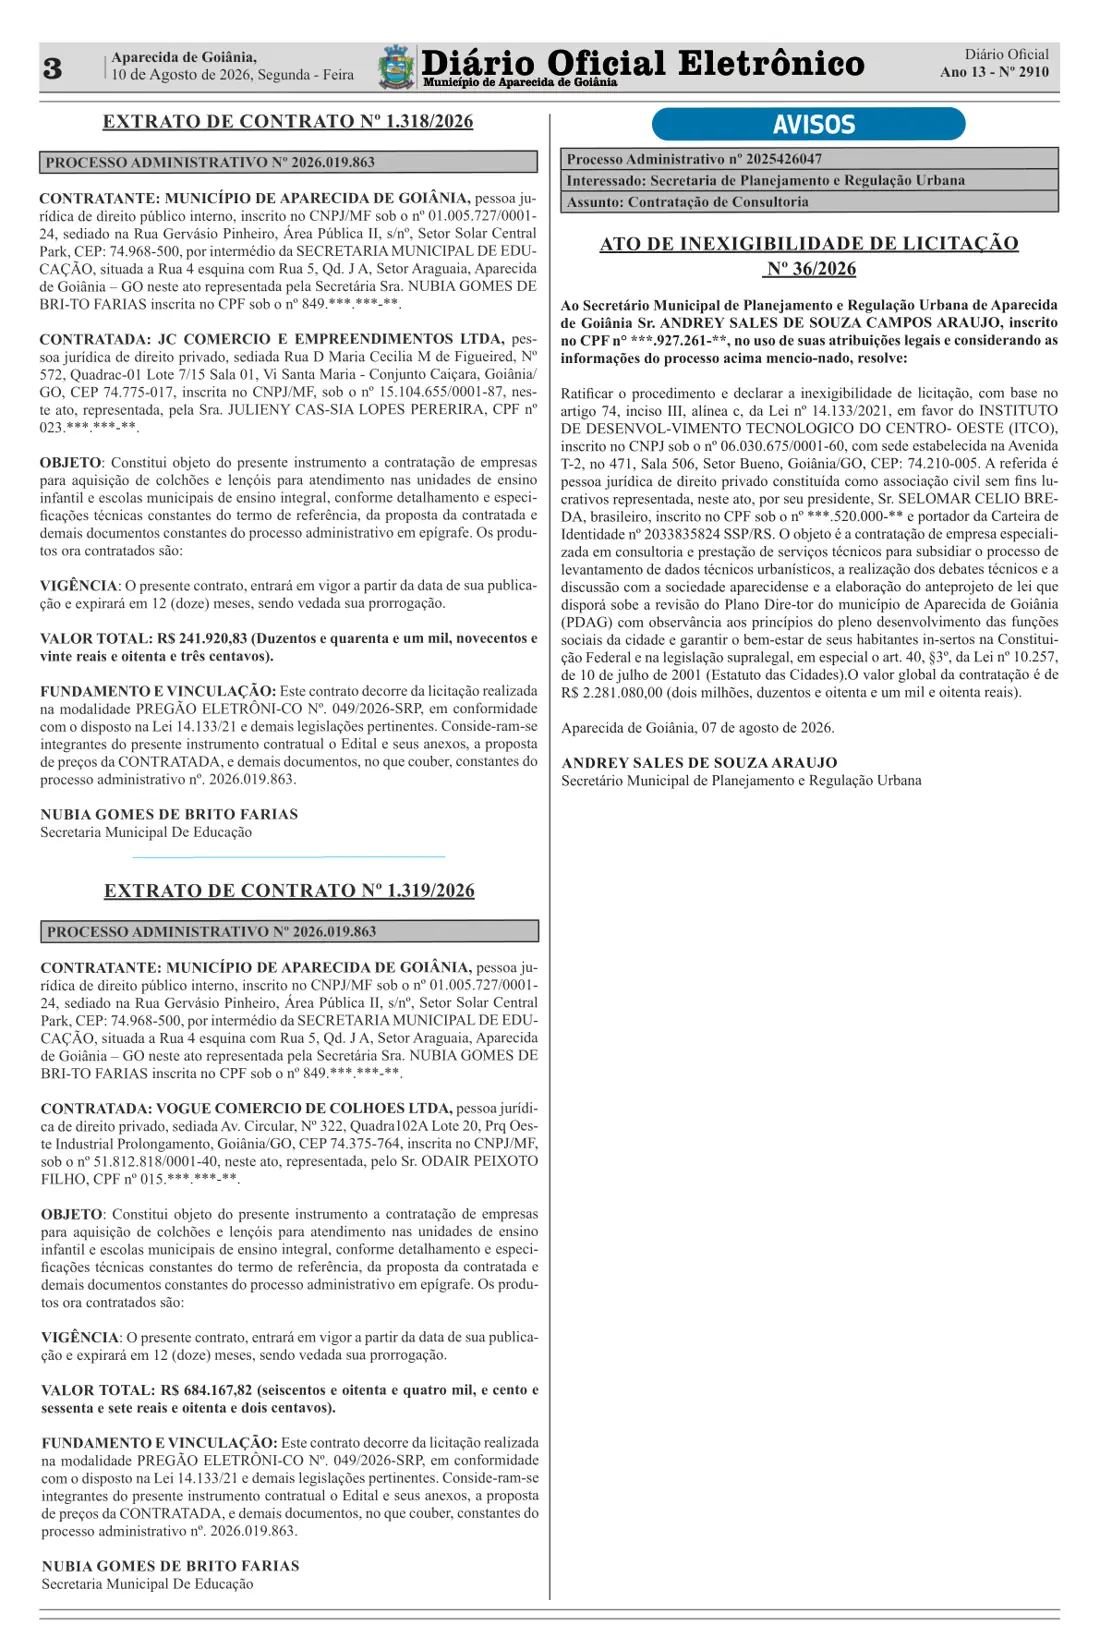 3
Aparecida de Goiânia,
10 de Agosto de 2026, Segunda - Feira
Diário Oficial Eletrônico
Município de Aparecida de Goiânia
Diário Oficial
Ano 13 - Nº 2910
EXTRATO DE CONTRATO Nº 1.318/2026
PROCESSO ADMINISTRATIVO Nº 2026.019.863
CONTRATANTE: MUNICÍPIO DE APARECIDA DE GOIÂNIA, pessoa ju-
rídica de direito público interno, inscrito no CNPJ/MF sob o nº 01.005.727/0001-
24, sediado na Rua Gervásio Pinheiro, Área Pública II, s/nº, Setor Solar Central
Park, CEP: 74.968-500, por intermédio da SECRETARIA MUNICIPAL DE EDU-
CAÇÃO, situada a Rua 4 esquina com Rua 5, Qd. J A, Setor Araguaia, Aparecida
de Goiânia – GO neste ato representada pela Secretária Sra. NUBIA GOMES DE
BRI-TO FARIAS inscrita no CPF sob o nº 849.***.***-**.
CONTRATADA: JC COMERCIO E EMPREENDIMENTOS LTDA, pes-
soa jurídica de direito privado, sediada Rua D Maria Cecilia M de Figueired, Nº
572, Quadrac-01 Lote 7/15 Sala 01, Vi Santa Maria - Conjunto Caiçara, Goiânia/
GO, CEP 74.775-017, inscrita no CNPJ/MF, sob o nº 15.104.655/0001-87, nes-
te ato, representada, pela Sra. JULIENY CAS-SIA LOPES PERERIRA, CPF nº
023.***.***-**.
OBJETO: Constitui objeto do presente instrumento a contratação de empresas
para aquisição de colchões e lençóis para atendimento nas unidades de ensino
infantil e escolas municipais de ensino integral, conforme detalhamento e especi-
ficações técnicas constantes do termo de referência, da proposta da contratada e
demais documentos constantes do processo administrativo em epígrafe. Os produ-
tos ora contratados são:
VIGÊNCIA: O presente contrato, entrará em vigor a partir da data de sua publica-
ção e expirará em 12 (doze) meses, sendo vedada sua prorrogação.
VALOR TOTAL: R$ 241.920,83 (Duzentos e quarenta e um mil, novecentos e
vinte reais e oitenta e três centavos).
FUNDAMENTO E VINCULAÇÃO: Este contrato decorre da licitação realizada
na modalidade PREGÃO ELETRÔNI-CO Nº. 049/2026-SRP, em conformidade
com o disposto na Lei 14.133/21 e demais legislações pertinentes. Conside-ram-se
integrantes do presente instrumento contratual o Edital e seus anexos, a proposta
de preços da CONTRATADA, e demais documentos, no que couber, constantes do
processo administrativo nº. 2026.019.863.
NUBIA GOMES DE BRITO FARIAS
Secretaria Municipal De Educação
EXTRATO DE CONTRATO Nº 1.319/2026
PROCESSO ADMINISTRATIVO Nº 2026.019.863
CONTRATANTE: MUNICÍPIO DE APARECIDA DE GOIÂNIA, pessoa ju-
rídica de direito público interno, inscrito no CNPJ/MF sob o nº 01.005.727/0001-
24, sediado na Rua Gervásio Pinheiro, Área Pública II, s/nº, Setor Solar Central
Park, CEP: 74.968-500, por intermédio da SECRETARIA MUNICIPAL DE EDU-
CAÇÃO, situada a Rua 4 esquina com Rua 5, Qd. J A, Setor Araguaia, Aparecida
de Goiânia – GO neste ato representada pela Secretária Sra. NUBIA GOMES DE
BRI-TO FARIAS inscrita no CPF sob o nº 849.***.***-**.
CONTRATADA: VOGUE COMERCIO DE COLHOES LTDA, pessoa jurídi-
ca de direito privado, sediada Av. Circular, Nº 322, Quadra102A Lote 20, Prq Oes-
te Industrial Prolongamento, Goiânia/GO, CEP 74.375-764, inscrita no CNPJ/MF,
sob o nº 51.812.818/0001-40, neste ato, representada, pelo Sr. ODAIR PEIXOTO
FILHO, CPF nº 015.***.***-**.
OBJETO: Constitui objeto do presente instrumento a contratação de empresas
para aquisição de colchões e lençóis para atendimento nas unidades de ensino
infantil e escolas municipais de ensino integral, conforme detalhamento e especi-
ficações técnicas constantes do termo de referência, da proposta da contratada e
demais documentos constantes do processo administrativo em epígrafe. Os produ-
tos ora contratados são:
VIGÊNCIA: O presente contrato, entrará em vigor a partir da data de sua publica-
ção e expirará em 12 (doze) meses, sendo vedada sua prorrogação.
VALOR TOTAL: R$ 684.167,82 (seiscentos e oitenta e quatro mil, e cento e
sessenta e sete reais e oitenta e dois centavos).
FUNDAMENTO E VINCULAÇÃO: Este contrato decorre da licitação realizada
na modalidade PREGÃO ELETRÔNI-CO Nº. 049/2026-SRP, em conformidade
com o disposto na Lei 14.133/21 e demais legislações pertinentes. Conside-ram-se
integrantes do presente instrumento contratual o Edital e seus anexos, a proposta
de preços da CONTRATADA, e demais documentos, no que couber, constantes do
processo administrativo nº. 2026.019.863.
NUBIA GOMES DE BRITO FARIAS
Secretaria Municipal De Educação
AVISOS
Processo Administrativo nº 2025426047
Interessado: Secretaria de Planejamento e Regulação Urbana
Assunto: Contratação de Consultoria
ATO DE INEXIGIBILIDADE DE LICITAÇÃO
Nº 36/2026
Ao Secretário Municipal de Planejamento e Regulação Urbana de Aparecida
de Goiânia Sr. ANDREY SALES DE SOUZA CAMPOS ARAUJO, inscrito
no CPF n° ***.927.261-**, no uso de suas atribuições legais e considerando as
informações do processo acima mencio-nado, resolve:
Ratificar o procedimento e declarar a inexigibilidade de licitação, com base no
artigo 74, inciso III, alínea c, da Lei nº 14.133/2021, em favor do INSTITUTO
DE DESENVOL-VIMENTO TECNOLOGICO DO CENTRO- OESTE (ITCO),
inscrito no CNPJ sob o nº 06.030.675/0001-60, com sede estabelecida na Avenida
T-2, no 471, Sala 506, Setor Bueno, Goiânia/GO, CEP: 74.210-005. A referida é
pessoa jurídica de direito privado constituída como associação civil sem fins lu-
crativos representada, neste ato, por seu presidente, Sr. SELOMAR CELIO BRE-
DA, brasileiro, inscrito no CPF sob o nº ***.520.000-** e portador da Carteira de
Identidade nº 2033835824 SSP/RS. O objeto é a contratação de empresa especiali-
zada em consultoria e prestação de serviços técnicos para subsidiar o processo de
levantamento de dados técnicos urbanísticos, a realização dos debates técnicos e a
discussão com a sociedade aparecidense e a elaboração do anteprojeto de lei que
disporá sobe a revisão do Plano Dire-tor do município de Aparecida de Goiânia
(PDAG) com observância aos princípios do pleno desenvolvimento das funções
sociais da cidade e garantir o bem-estar de seus habitantes in-sertos na Constitui-
ção Federal e na legislação supralegal, em especial o art. 40, §3º, da Lei nº 10.257,
de 10 de julho de 2001 (Estatuto das Cidades).O valor global da contratação é de
R$ 2.281.080,00 (dois milhões, duzentos e oitenta e um mil e oitenta reais).
Aparecida de Goiânia, 07 de agosto de 2026.
ANDREY SALES DE SOUZA ARAUJO
Secretário Municipal de Planejamento e Regulação Urbana